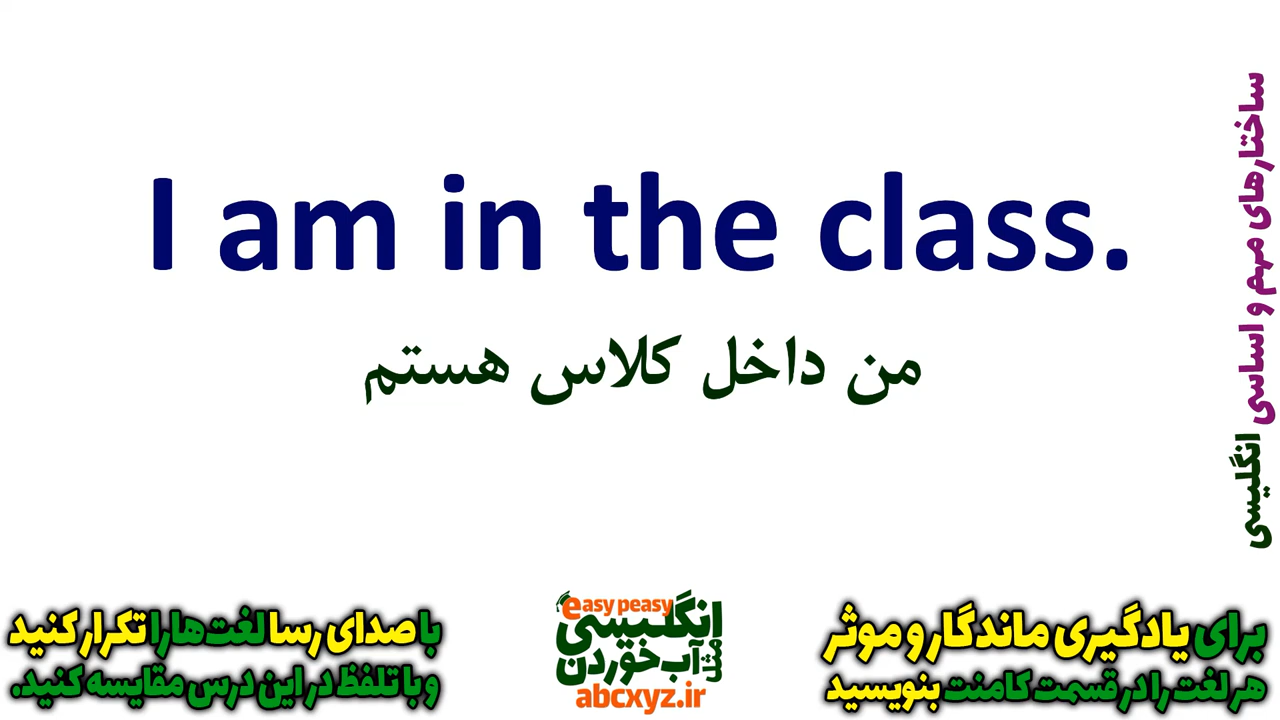 I am in the class.
من داخل کلاس هستم
ساختارهای مهم و اساسی انگلیسی
برای یادگیری ماندگار و موثر
هر لغت را در قسمت کامنت بنویسید
easy peasy
انگلیسی
مثل آب خوردن
abcxyz.ir
با صدای رسا لغت‌ها را تکرار کنید
و با تلفظ در این درس مقایسه کنید.